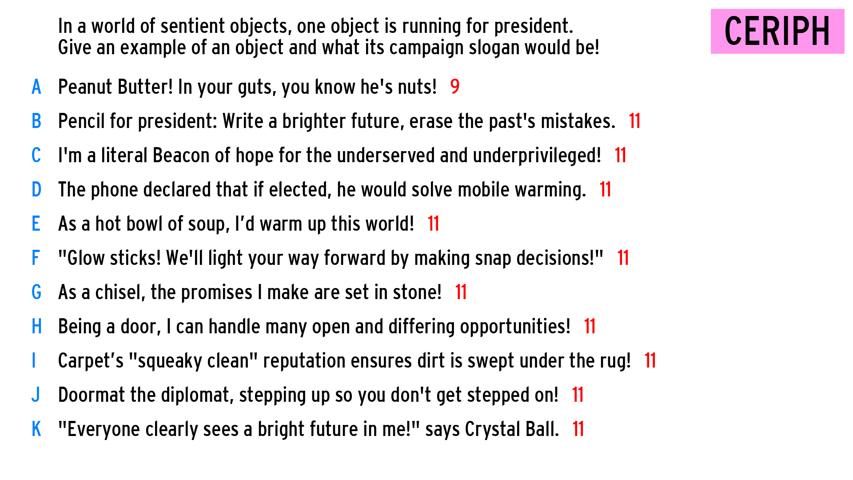 In a world of sentient objects, one object is running for president.
Give an example of an object and what its campaign slogan would be!
CERIPH
A Peanut Butter! In your guts, you know he's nuts! 9
B Pencil for president: Write a brighter future, erase the past's mistakes. 11
C I'm a literal Beacon of hope for the underserved and underprivileged! 11
D The phone declared that if elected, he would solve mobile warming. 11
E As a hot bowl of soup, I’d warm up this world! 11
F "Glow sticks! We'll light your way forward by making snap decisions!" 11
G As a chisel, the promises I make are set in stone! 11
H Being a door, I can handle many open and differing opportunities! 11
I Carpet’s "squeaky clean" reputation ensures dirt is swept under the rug! 11
J Doormat the diplomat, stepping up so you don't get stepped on! 11
K "Everyone clearly sees a bright future in me!" says Crystal Ball. 11